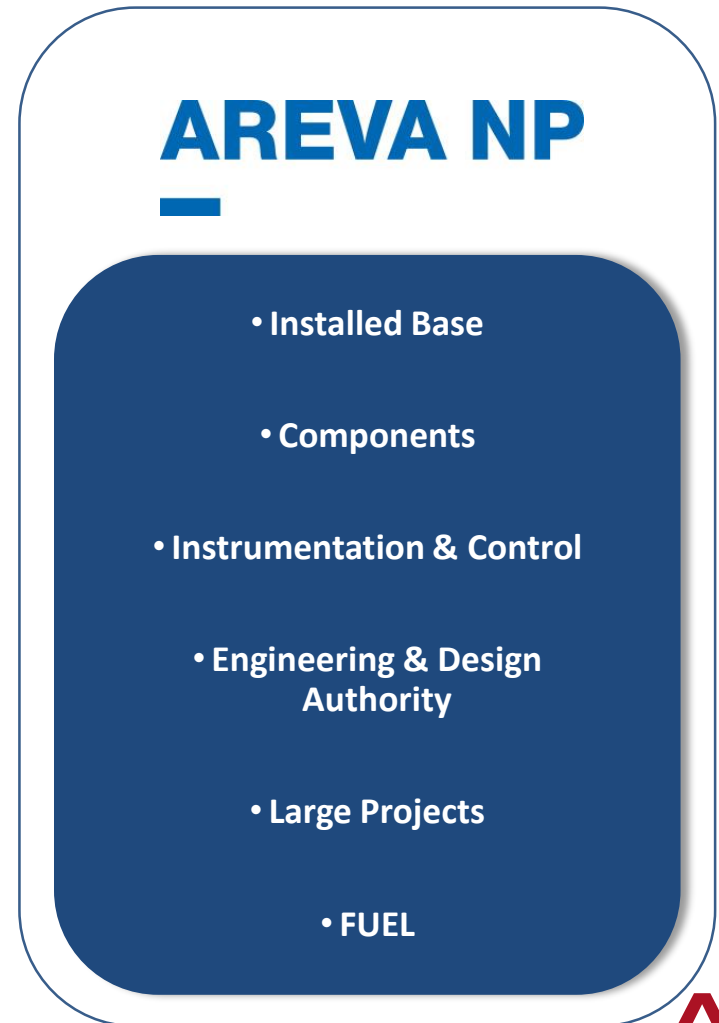 AREVA NP
• Installed Base
• Components
• Instrumentation & Control
• Engineering & Design
Authority
• Large Projects
• FUEL